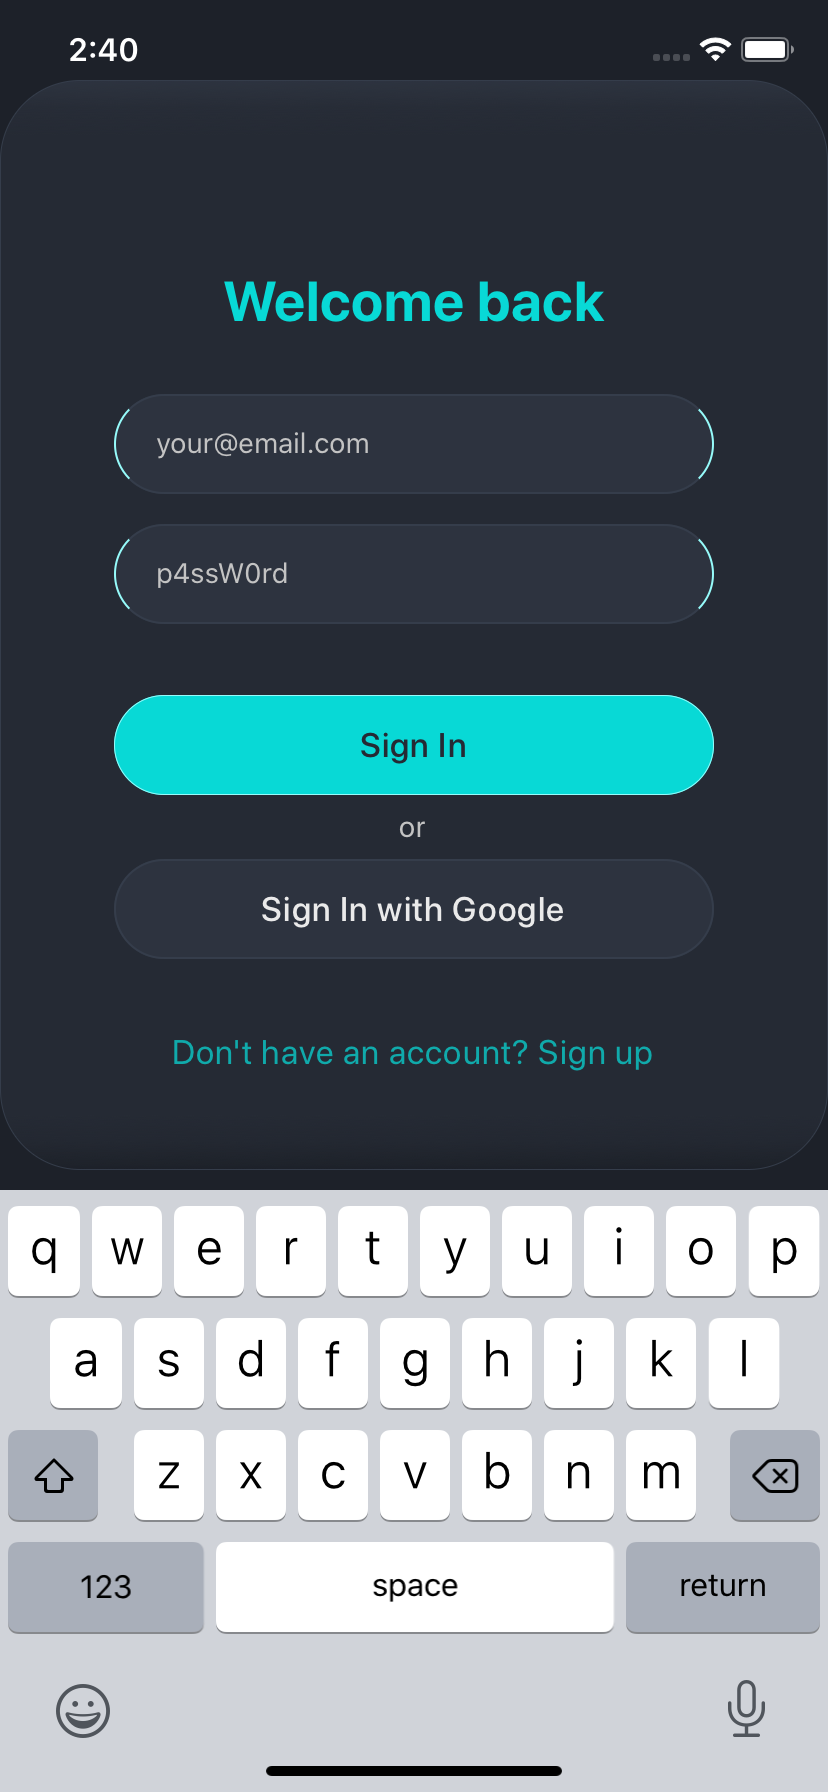 2:40
Welcome back
your@email.com
p4ssW0rd
Sign In
or
Sign In with Google
Don't have an account? Sign up
q w e r t y u i o p
a s d f g h j k l
z x c v b n m
123 space return